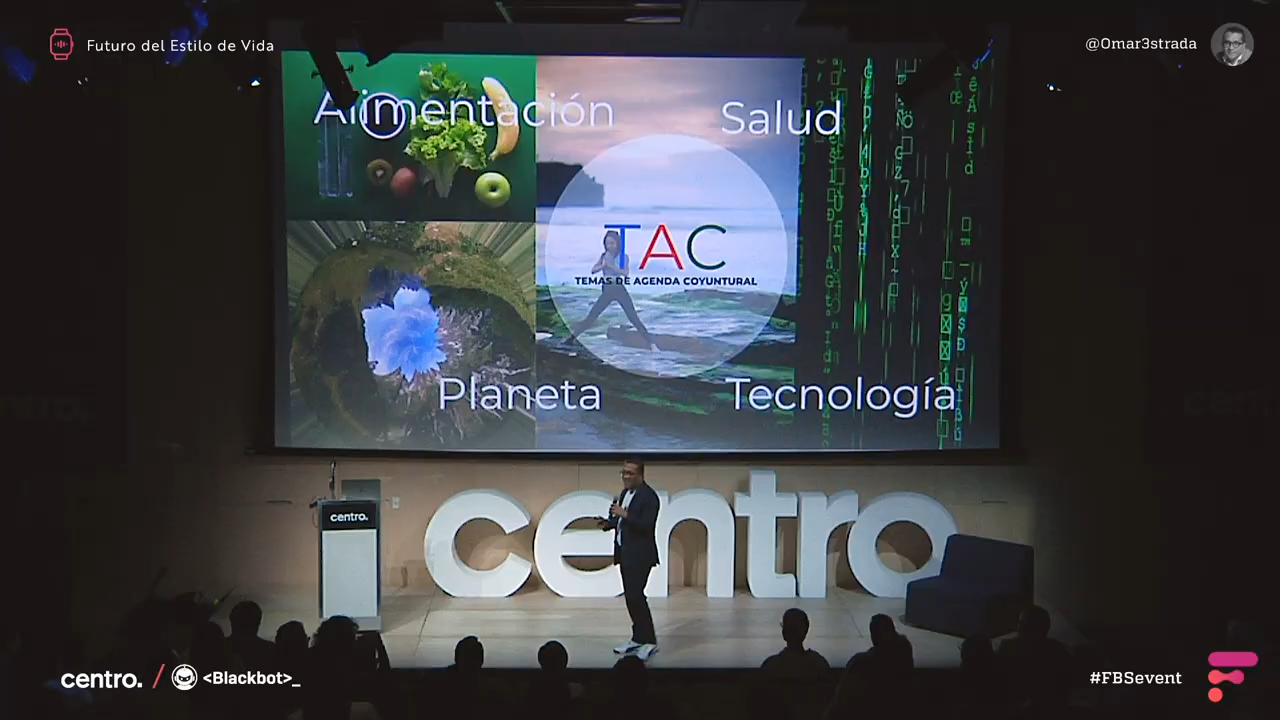 Futuro del Estilo de Vida
@Omar3strada
Alimentación
Salud
TAC
TEMAS DE AGENDA COYUNTURAL
Planeta
Tecnología
centro.
centro
centro. / <Blackbot>_
#FBSevent